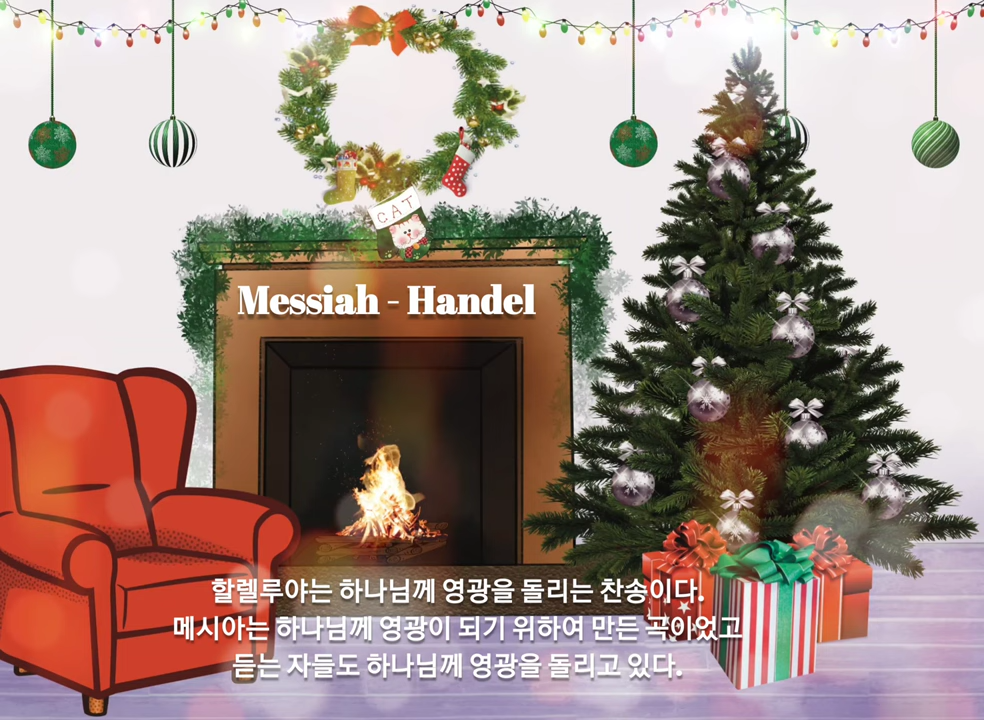 CAT
Messiah - Handel
할렐루야는 하나님께 영광을 돌리는 찬송이다.
메시아는 하나님께 영광이 되기 위하여 만든 곡이었고
듣는 자들도 하나님께 영광을 돌리고 있다.